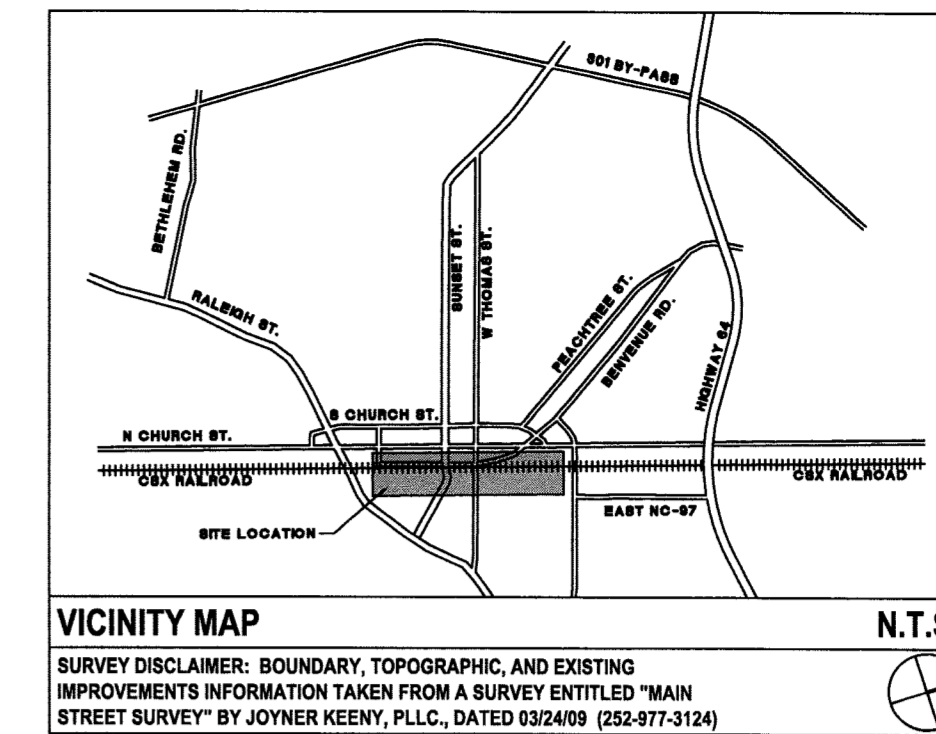 301 BY-PASS
BETHLEHEM RD.
SUNSET ST.
W THOMAS ST.
RALEIGH ST.
PEACHTREE ST.
BENVENUE RD.
HIGHWAY 64
S CHURCH ST.
N CHURCH ST.
CSX RAILROAD
CSX RAILROAD
EAST NC-97
SITE LOCATION
VICINITY MAP
N.T.S
SURVEY DISCLAIMER: BOUNDARY, TOPOGRAPHIC, AND EXISTING
IMPROVEMENTS INFORMATION TAKEN FROM A SURVEY ENTITLED "MAIN
STREET SURVEY" BY JOYNER KEENY, PLLC., DATED 03/24/09 (252-977-3124)